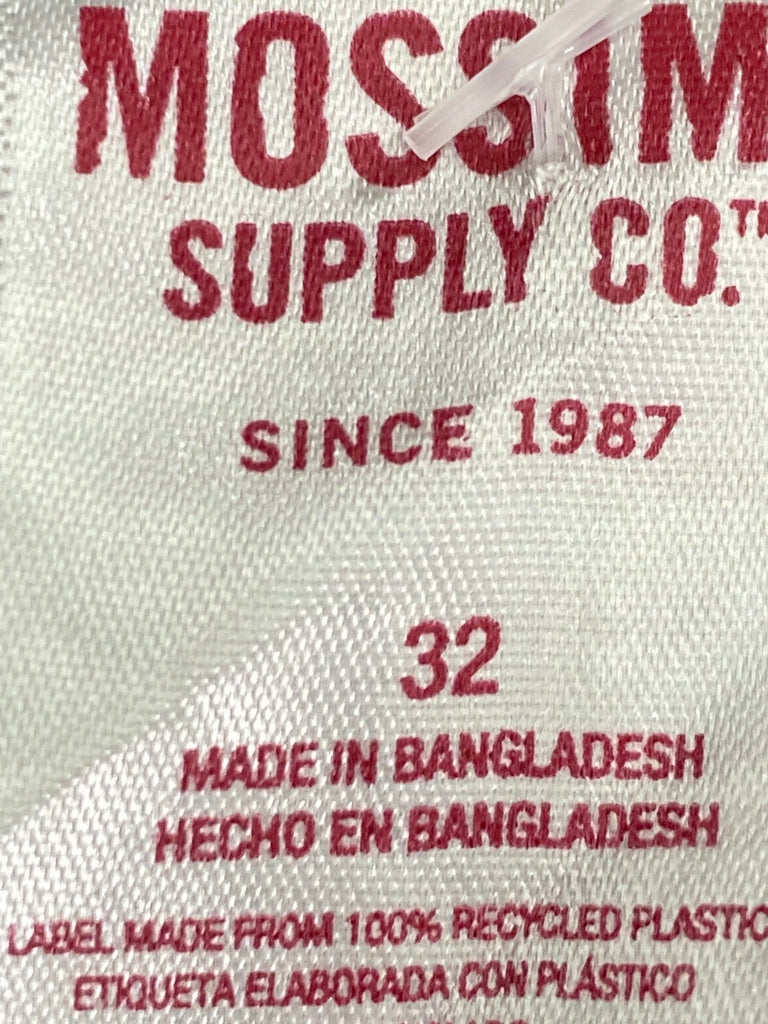 MOSSIM
SUPPLY CO.™
SINCE 1987
32
MADE IN BANGLADESH
HECHO EN BANGLADESH
LABEL MADE FROM 100% RECYCLED PLASTIC
ETIQUETA ELABORADA CON PLÁSTICO